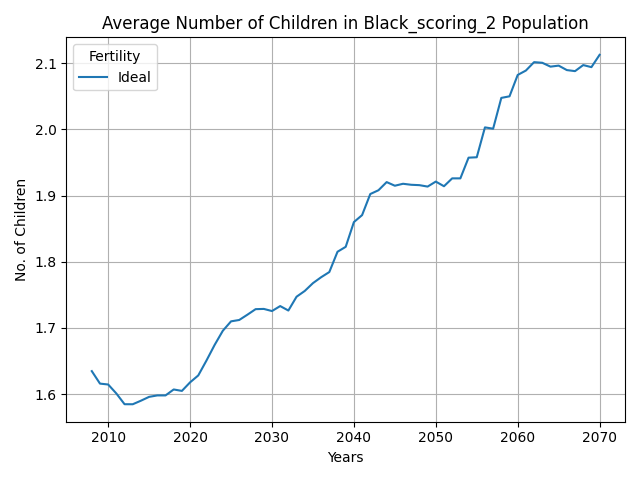 Average Number of Children in Black_scoring_2 Population
Fertility
Ideal
No. of Children
2.1
2.0
1.9
1.8
1.7
1.6
2010 2020 2030 2040 2050 2060 2070
Years